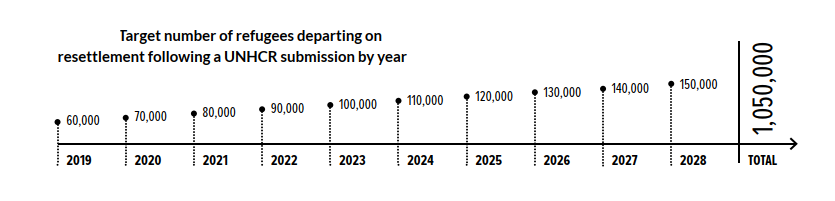 Target number of refugees departing on
resettlement following a UNHCR submission by year
60,000 70,000 80,000 90,000 100,000 110,000 120,000 130,000 140,000 150,000 1,050,000
2019 2020 2021 2022 2023 2024 2025 2026 2027 2028 TOTAL